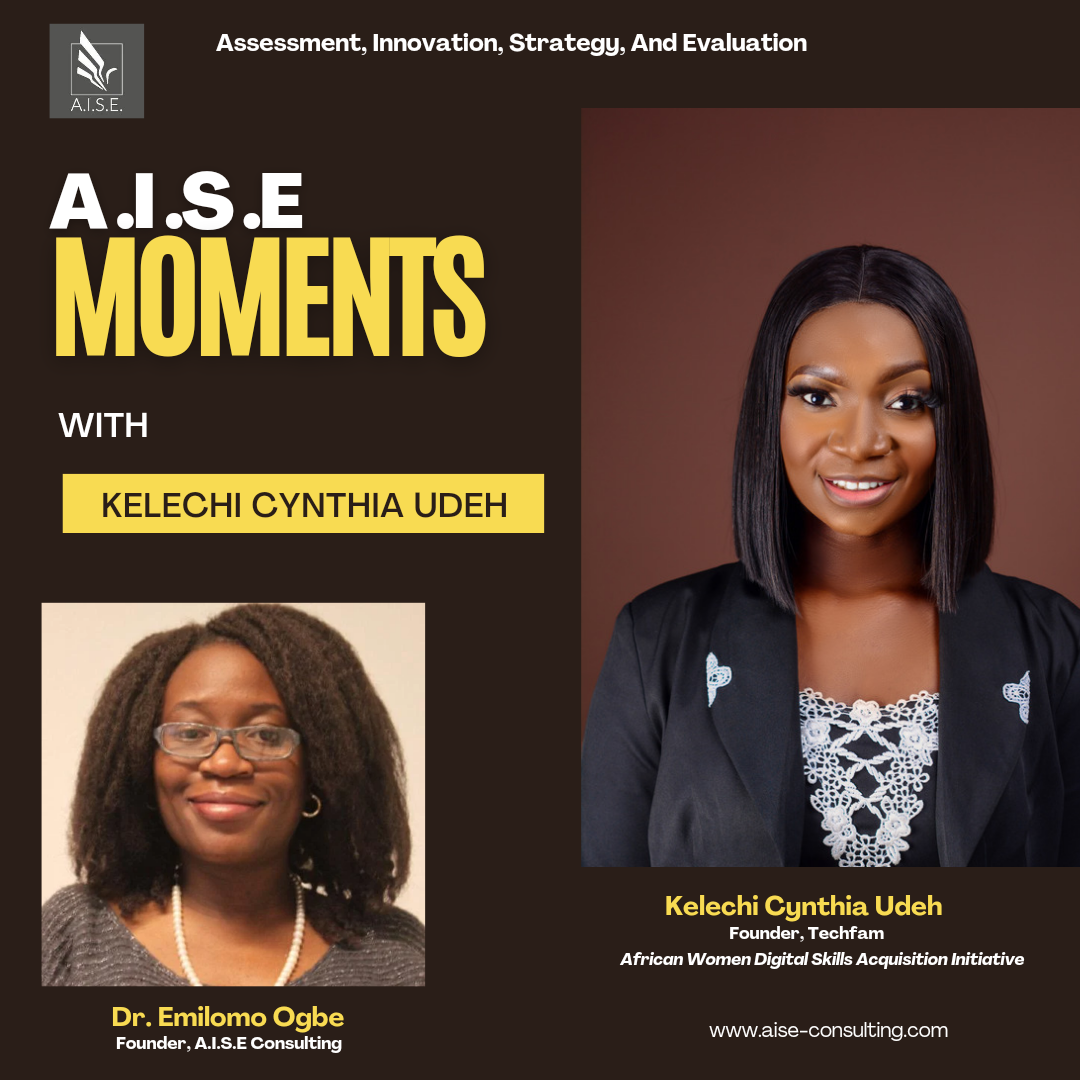 A.I.S.E.
Assessment, Innovation, Strategy, And Evaluation
A.I.S.E
MOMENTS
WITH
KELECHI CYNTHIA UDEH
Kelechi Cynthia Udeh
Founder, Techfam
African Women Digital Skills Acquisition Initiative
Dr. Emilomo Ogbe
Founder, A.I.S.E Consulting
www.aise-consulting.com